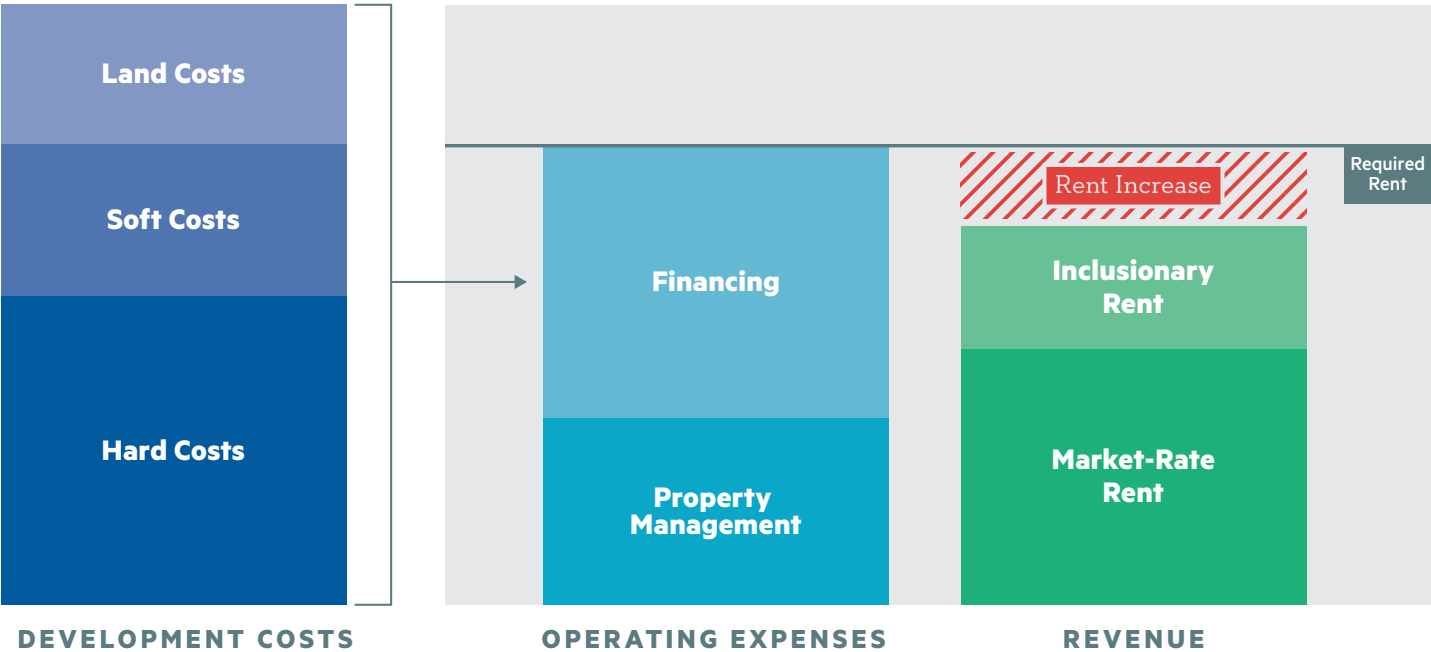 Land Costs
Soft Costs
Hard Costs
DEVELOPMENT COSTS
Financing
Property
Management
OPERATING EXPENSES
Rent Increase
Inclusionary
Rent
Market-Rate
Rent
REVENUE
Required
Rent